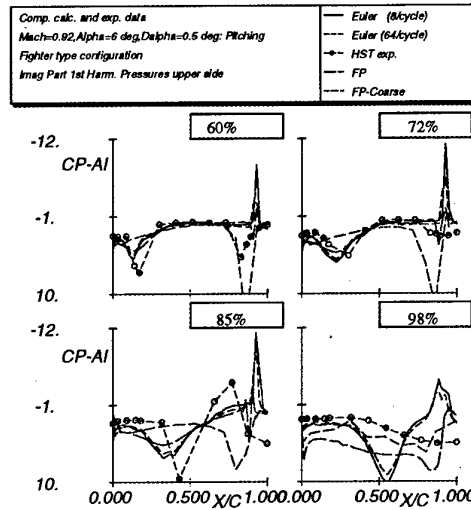 Comp. calc. and exp. data
Mach=0.92,Alpha=6 deg,Dalpha=0.5 deg: Pitching
Fighter type configuration
Imag Part 1st Harm. Pressures upper side
Euler (8/cycle)
Euler (64/cycle)
HST exp.
FP
FP-Coarse
60%
72%
-12.
CP-AI
-1.
10.
85%
98%
-12.
CP-AI
-1.
10.
0.000 0.500 1.000 0.000 0.500 1.000
X/C X/C